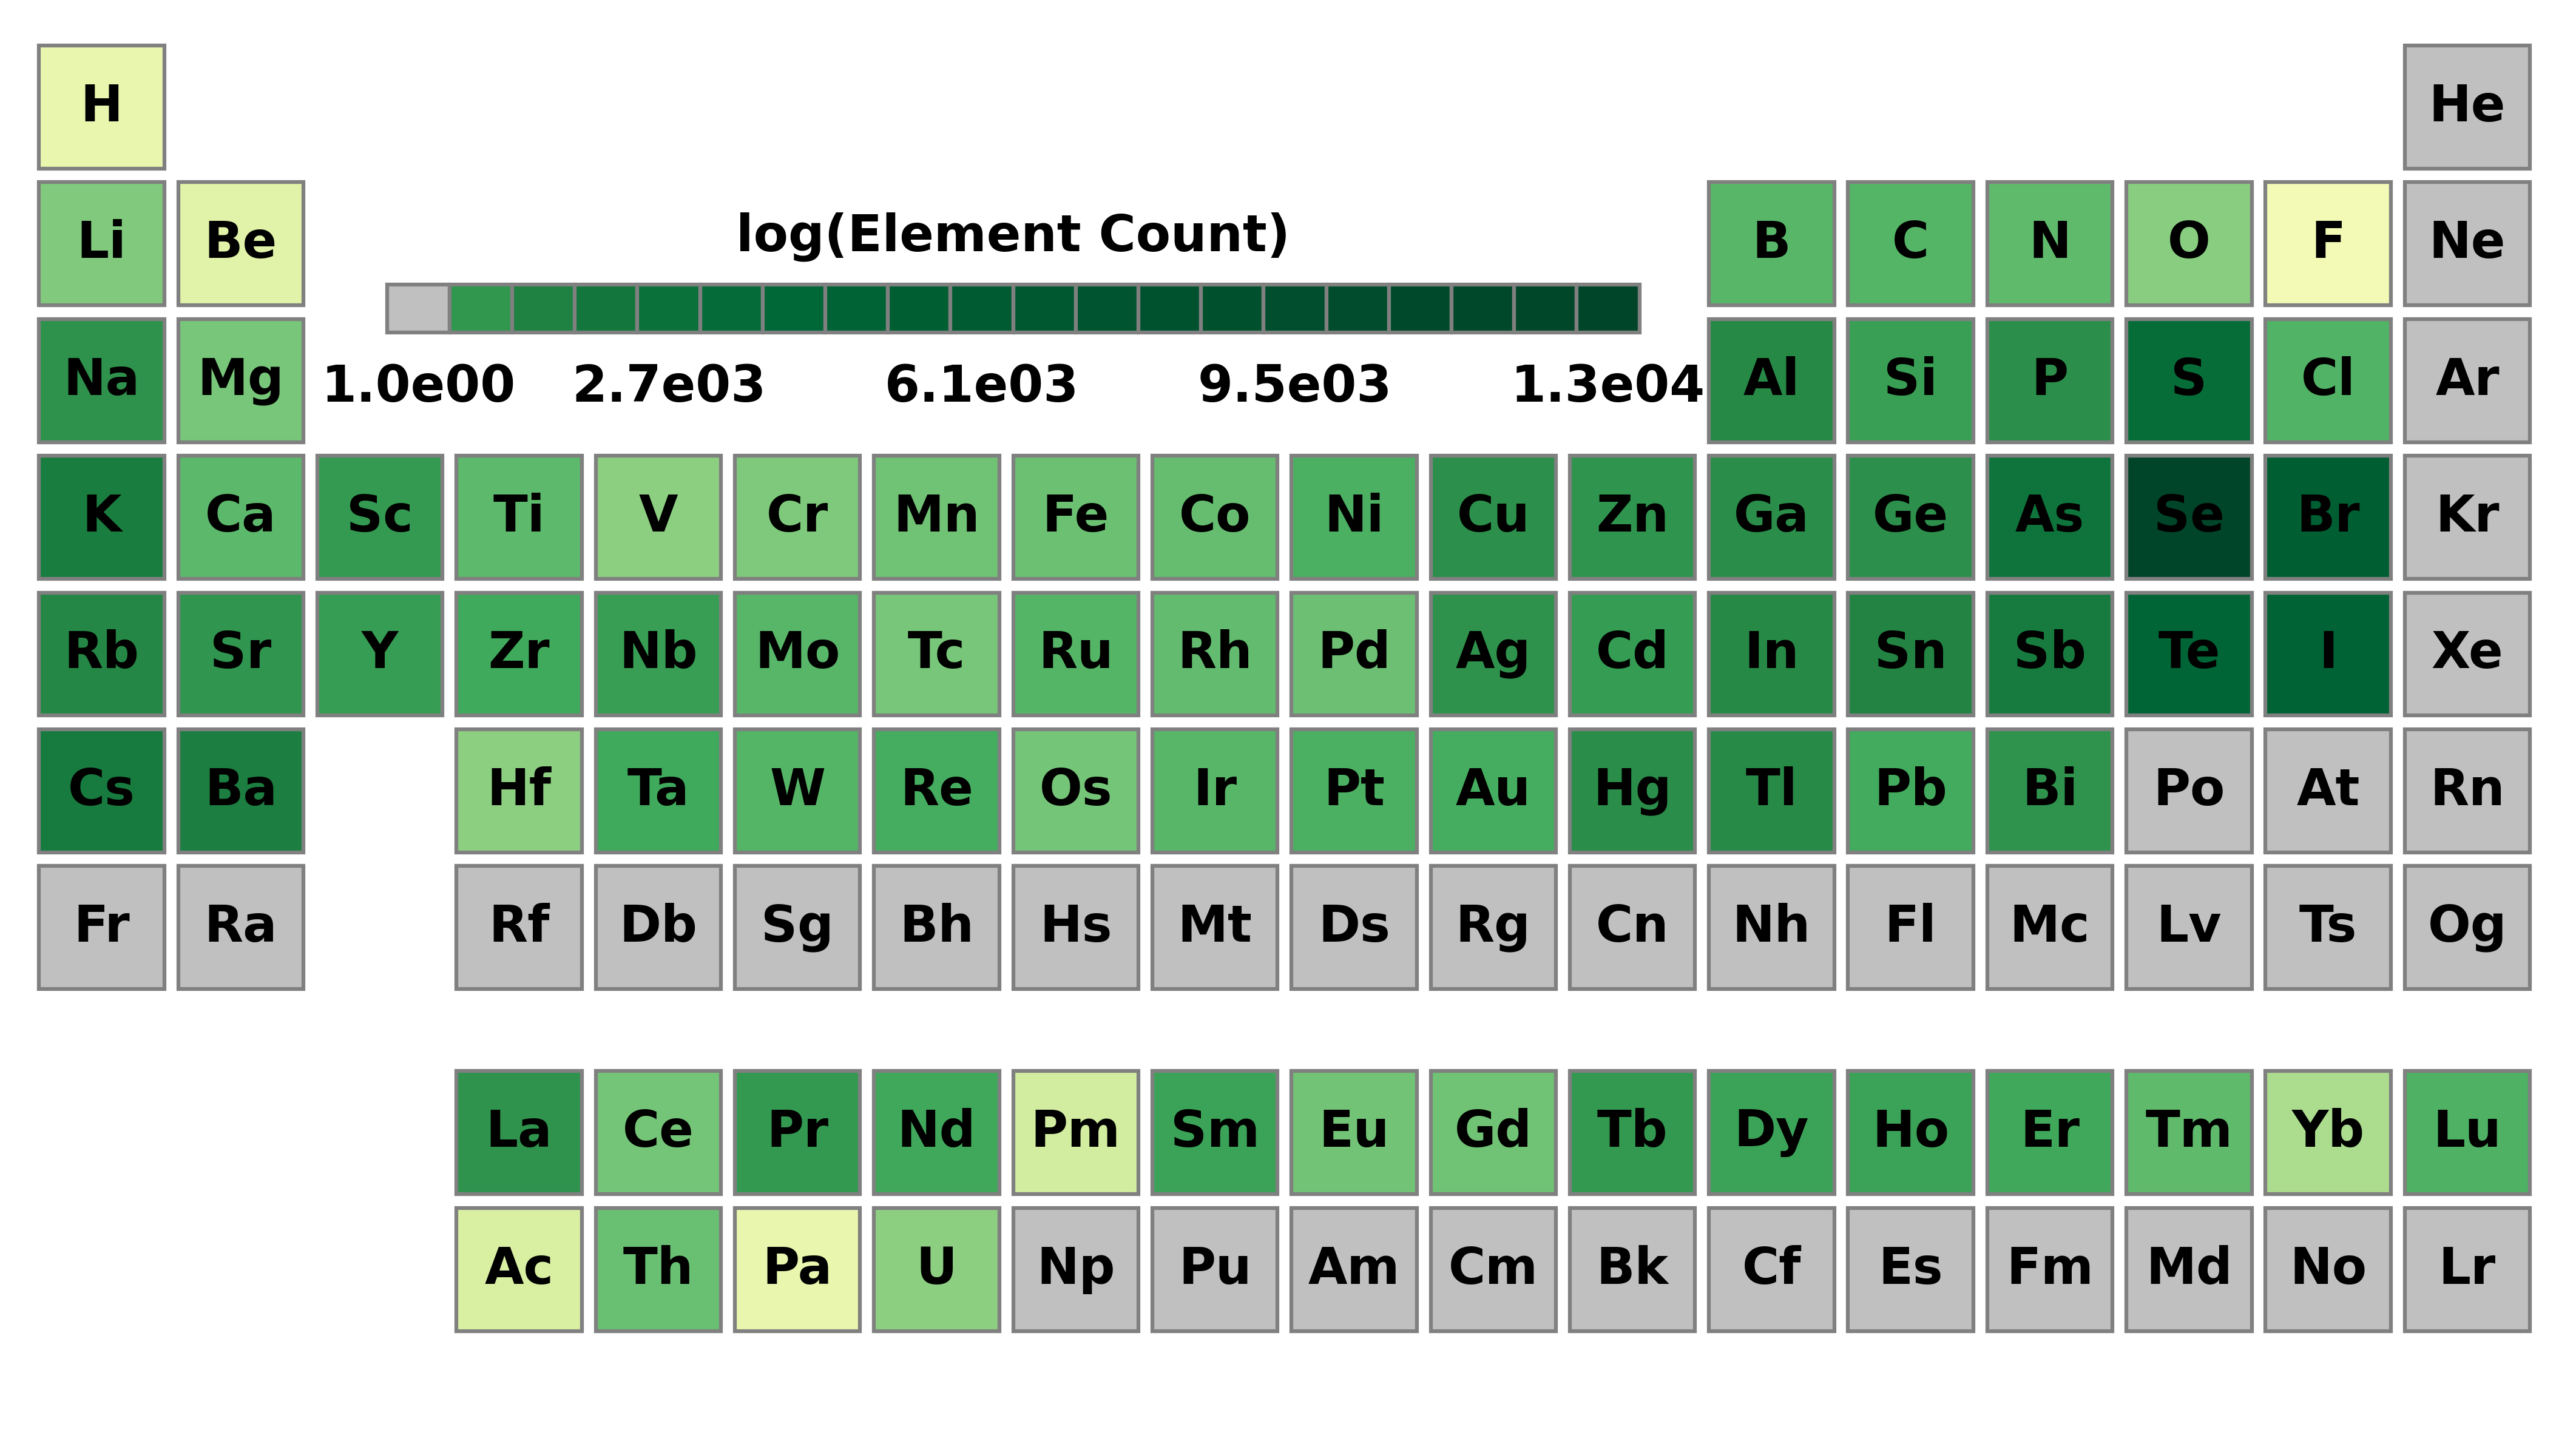 H He
Li Be log(Element Count) B C N O F Ne
Na Mg 1.0e00 2.7e03 6.1e03 9.5e03 1.3e04 Al Si P S Cl Ar
K Ca Sc Ti V Cr Mn Fe Co Ni Cu Zn Ga Ge As Se Br Kr
Rb Sr Y Zr Nb Mo Tc Ru Rh Pd Ag Cd In Sn Sb Te I Xe
Cs Ba Hf Ta W Re Os Ir Pt Au Hg Tl Pb Bi Po At Rn
Fr Ra Rf Db Sg Bh Hs Mt Ds Rg Cn Nh Fl Mc Lv Ts Og
La Ce Pr Nd Pm Sm Eu Gd Tb Dy Ho Er Tm Yb Lu
Ac Th Pa U Np Pu Am Cm Bk Cf Es Fm Md No Lr